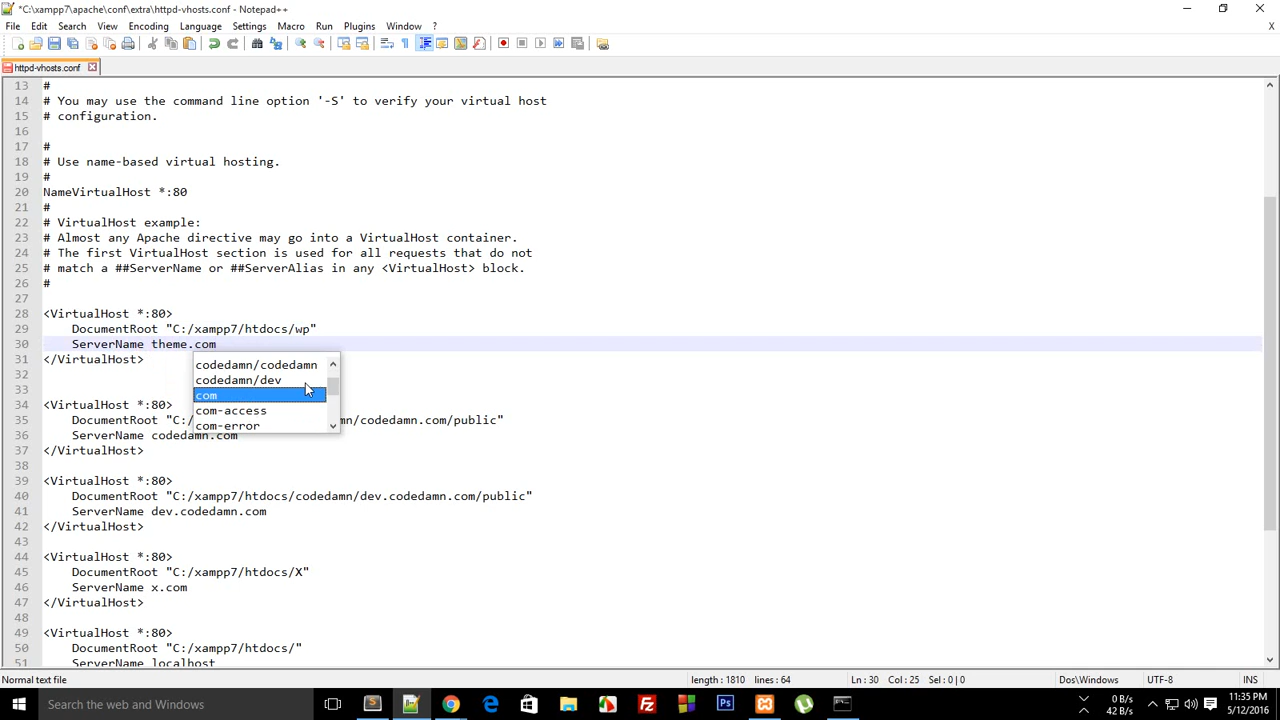 *C:\xampp7\apache\conf\extra\httpd-vhosts.conf - Notepad++
File Edit Search View Encoding Language Settings Macro Run Plugins Window ?
X
httpd-vhosts.conf
13 #
14 # You may use the command line option '-S' to verify your virtual host
15 # configuration.
16
17 #
18 # Use name-based virtual hosting.
19 #
20 NameVirtualHost *:80
21 #
22 # VirtualHost example:
23 # Almost any Apache directive may go into a VirtualHost container.
24 # The first VirtualHost section is used for all requests that do not
25 # match a ##ServerName or ##ServerAlias in any <VirtualHost> block.
26 #
27
28 <VirtualHost *:80>
29 DocumentRoot "C:/xampp7/htdocs/wp"
30 ServerName theme.com
31 </VirtualHost>
codedamn/codedamn
codedamn/dev
com
com-access
com-error
32
33
34 <VirtualHost *:80>
35 DocumentRoot "C:/ mn/codedamn.com/public"
36 ServerName codedamn.com
37 </VirtualHost>
38
39 <VirtualHost *:80>
40 DocumentRoot "C:/xampp7/htdocs/codedamn/dev.codedamn.com/public"
41 ServerName dev.codedamn.com
42 </VirtualHost>
43
44 <VirtualHost *:80>
45 DocumentRoot "C:/xampp7/htdocs/X"
46 ServerName x.com
47 </VirtualHost>
48
49 <VirtualHost *:80>
50 DocumentRoot "C:/xampp7/htdocs/"
51 ServerName localhost
Normal text file length : 1810 lines : 64 Ln : 30 Col : 25 Sel : 0 | 0 Dos\Windows UTF-8 INS
Search the web and Windows
0 B/s
42 B/s
11:35 PM
5/12/2016